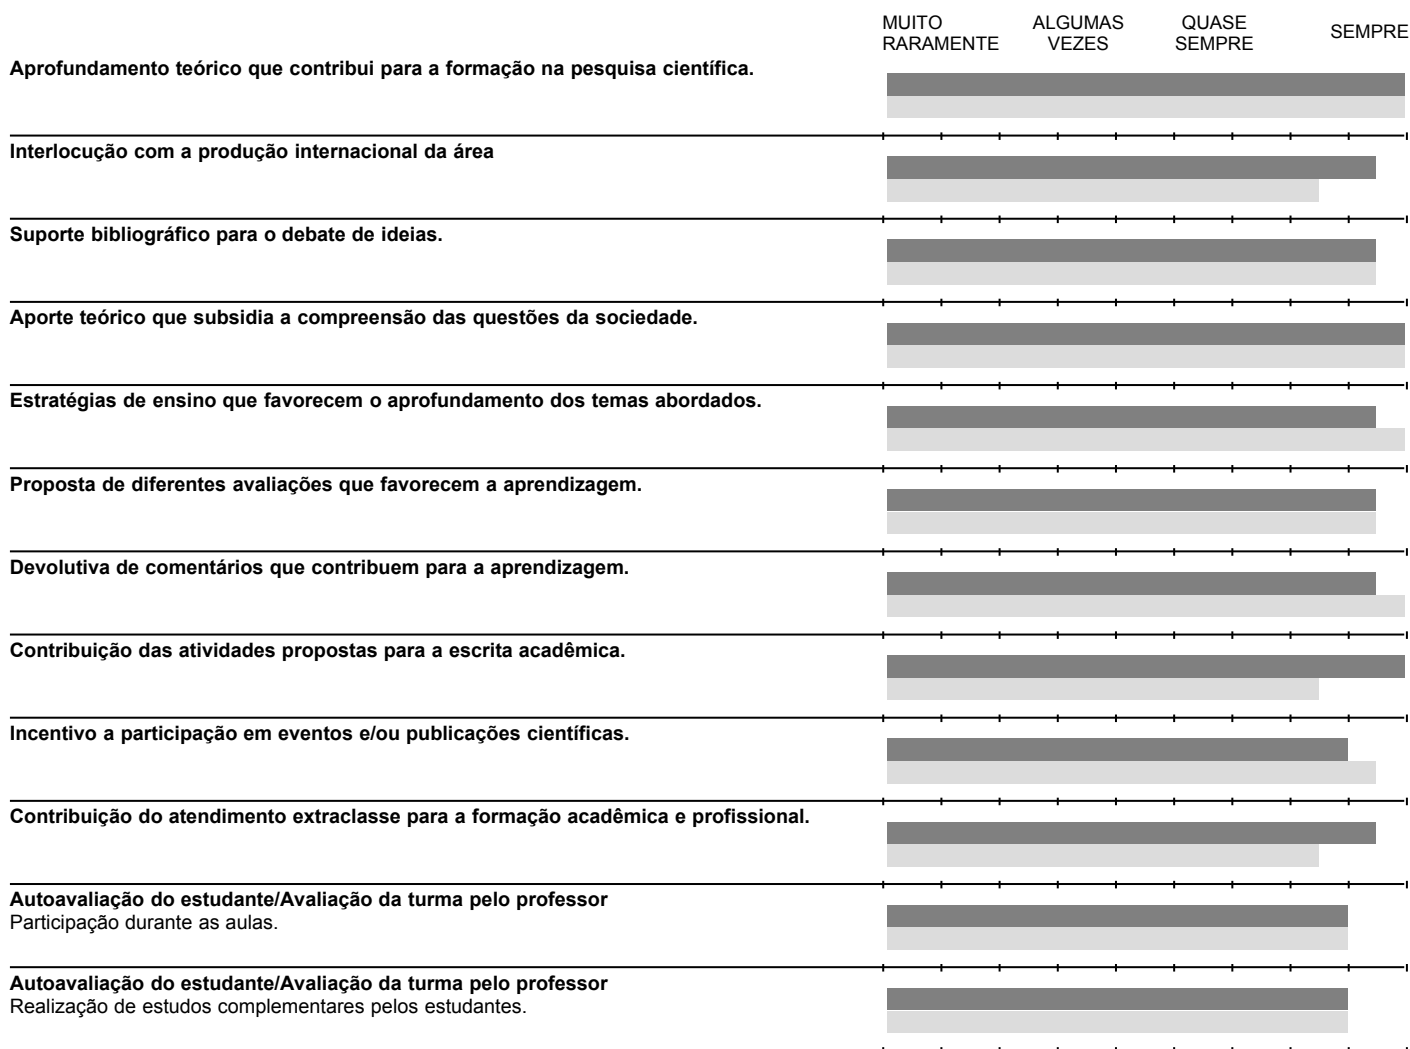 MUITO RARAMENTE
ALGUMAS VEZES
QUASE SEMPRE
SEMPRE
Aprofundamento teórico que contribui para a formação na pesquisa científica.
Interlocução com a produção internacional da área
Suporte bibliográfico para o debate de ideias.
Aporte teórico que subsidia a compreensão das questões da sociedade.
Estratégias de ensino que favorecem o aprofundamento dos temas abordados.
Proposta de diferentes avaliações que favorecem a aprendizagem.
Devolutiva de comentários que contribuem para a aprendizagem.
Contribuição das atividades propostas para a escrita acadêmica.
Incentivo a participação em eventos e/ou publicações científicas.
Contribuição do atendimento extraclasse para a formação acadêmica e profissional.
Autoavaliação do estudante/Avaliação da turma pelo professor
Participação durante as aulas.
Autoavaliação do estudante/Avaliação da turma pelo professor
Realização de estudos complementares pelos estudantes.